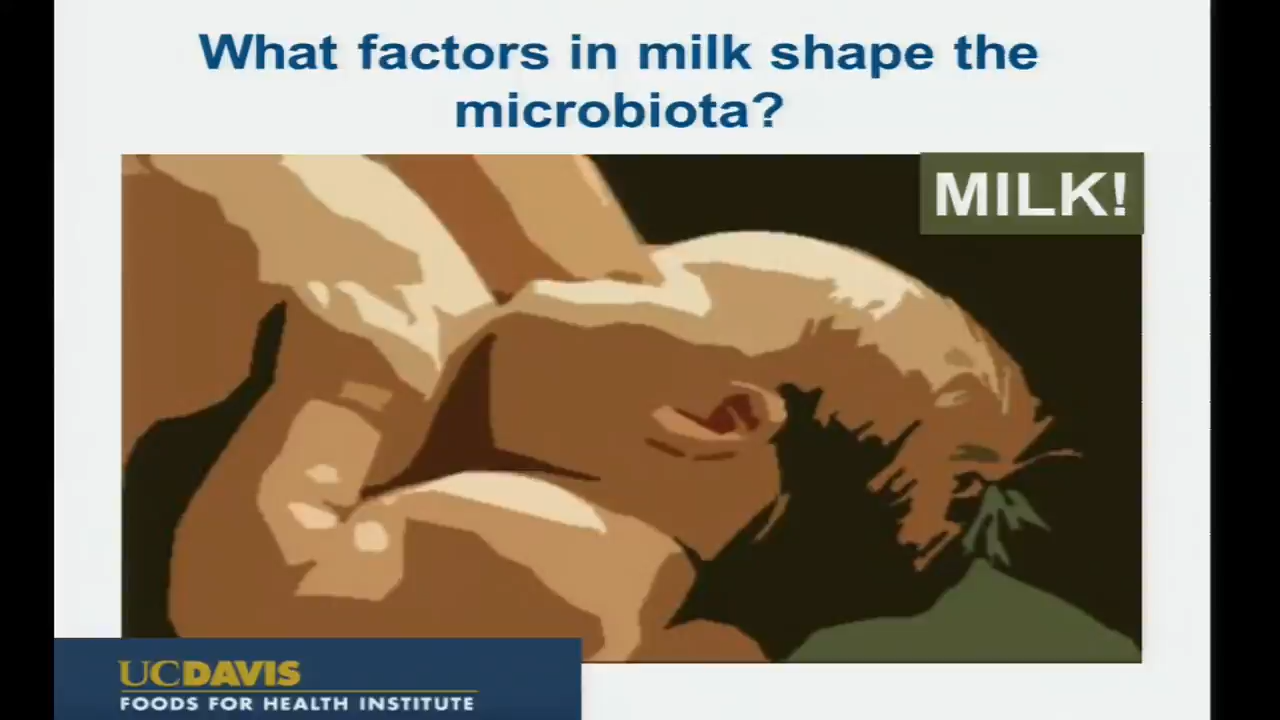 What factors in milk shape the
microbiota?
MILK!
UCDAVIS
FOODS FOR HEALTH INSTITUTE